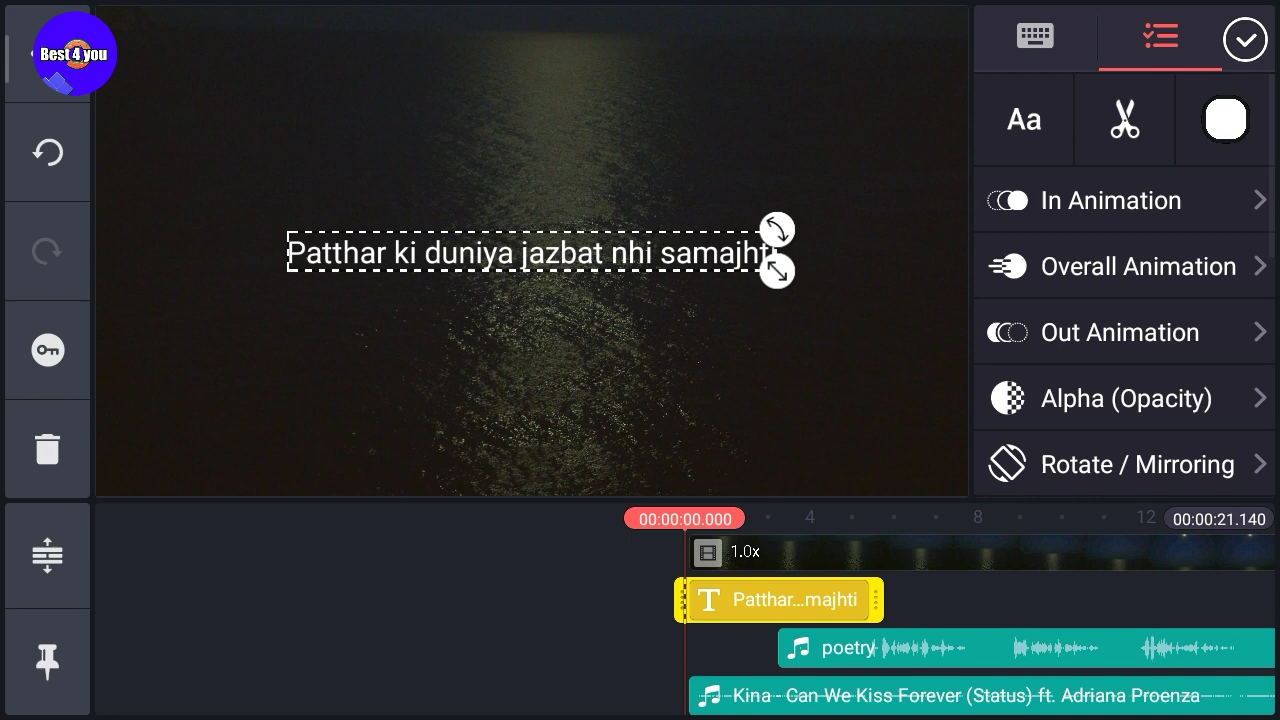 Best 4 you
Patthar ki duniya jazbat nhi samajhti
Aa
In Animation
Overall Animation
Out Animation
Alpha (Opacity)
Rotate / Mirroring
00:00:00.000
4
8
12
00:00:21.140
1.0x
T Patthar...majhti
poetry
Kina - Can We Kiss Forever (Status) ft. Adriana Proenza